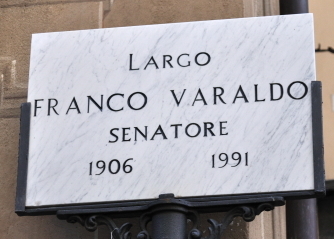 LARGO
FRANCO VARALDO
SENATORE
1906 1991